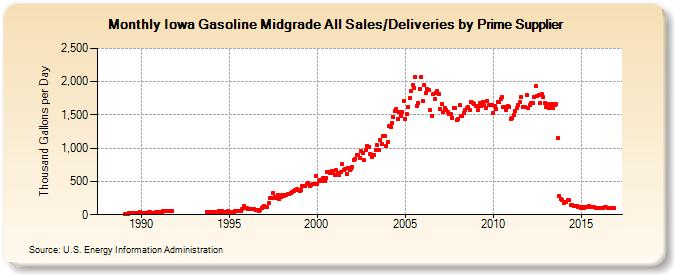 Monthly Iowa Gasoline Midgrade All Sales/Deliveries by Prime Supplier
Thousand Gallons per Day
2,500
2,000
1,500
1,000
500
0
1990 1995 2000 2005 2010 2015
Source: U.S. Energy Information Administration